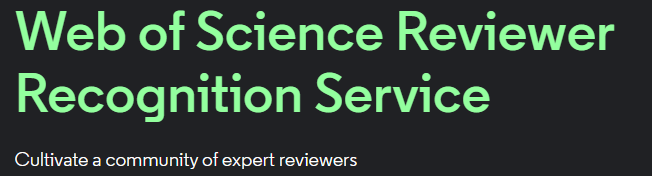 Web of Science Reviewer
Recognition Service
Cultivate a community of expert reviewers